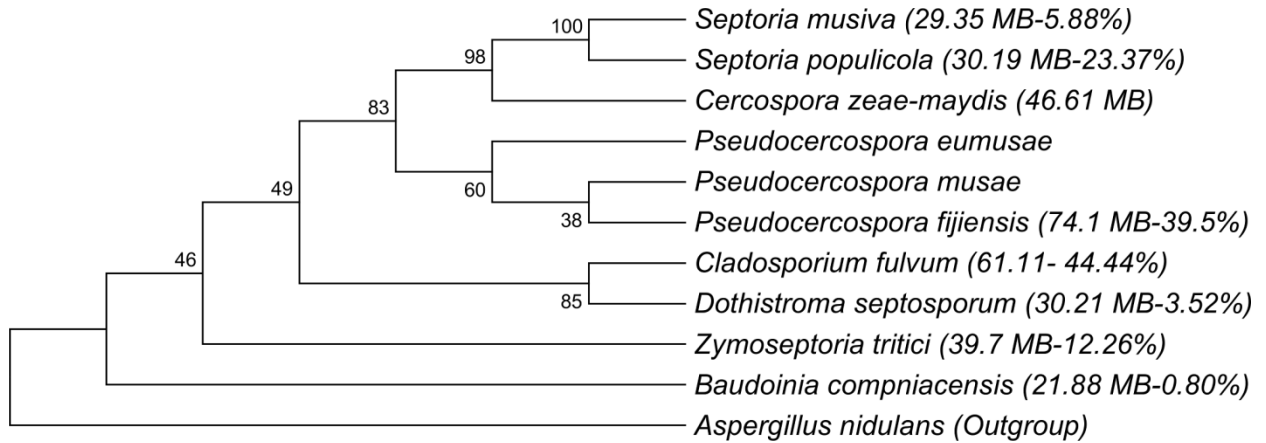 100
Septoria musiva (29.35 MB-5.88%)
98
Septoria populicola (30.19 MB-23.37%)
83
Cercospora zeae-maydis (46.61 MB)
Pseudocercospora eumusae
49
60
Pseudocercospora musae
38
Pseudocercospora fijiensis (74.1 MB-39.5%)
46
Cladosporium fulvum (61.11- 44.44%)
85
Dothistroma septosporum (30.21 MB-3.52%)
Zymoseptoria tritici (39.7 MB-12.26%)
Baudoinia compniacensis (21.88 MB-0.80%)
Aspergillus nidulans (Outgroup)